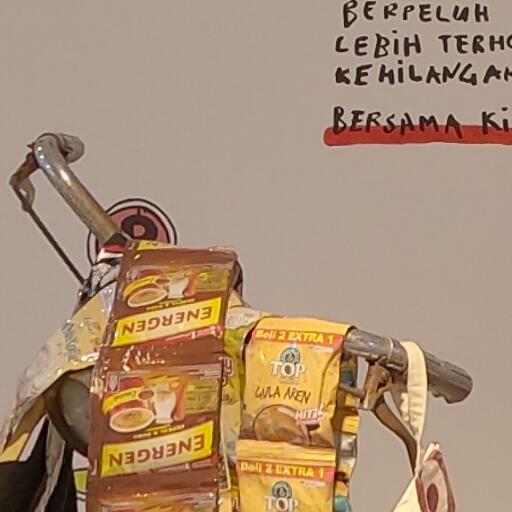 BERPELUH
LEBIH TERHO
KEHILANGAN
BERSAMA Ki
ENERGEN
Beli 2 EXTRA 1
TOP
GULA AREN
ENERGEN
Beli 2 EXTRA 1
TOP